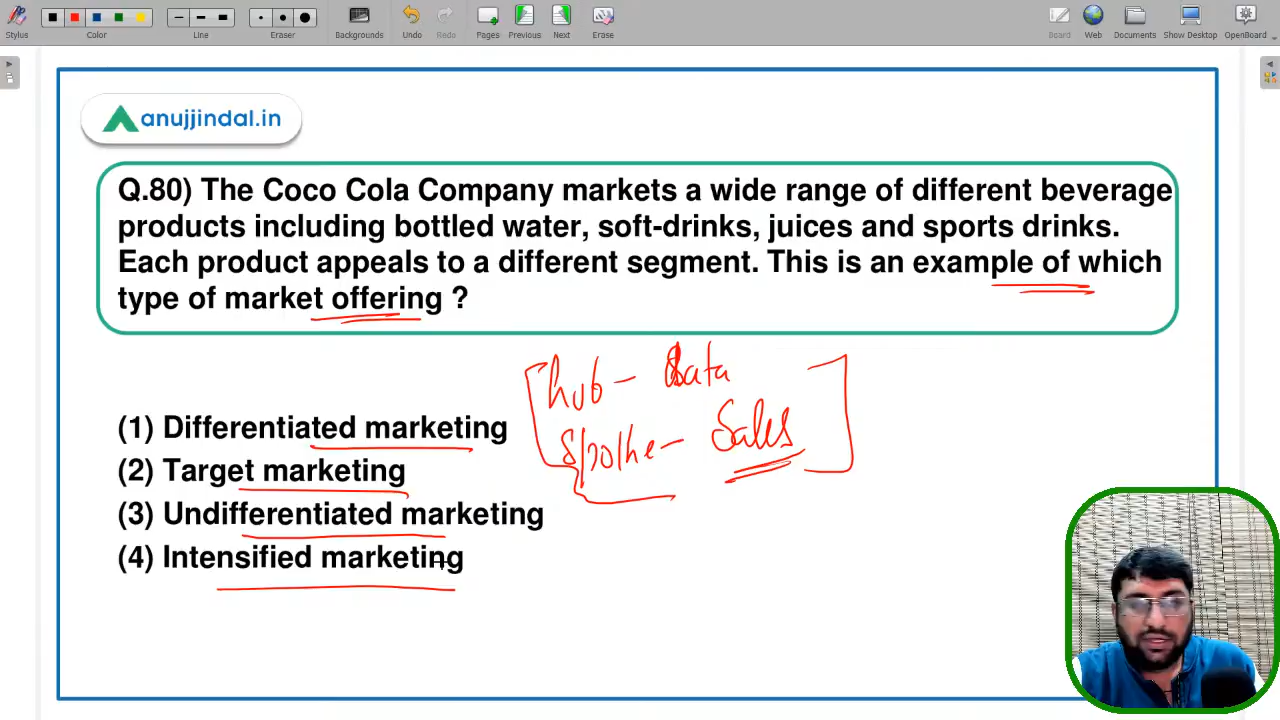 Stylus
Color
Line
Eraser
Backgrounds
Undo
Redo
Pages
Previous
Next
Erase
Board
Web
Documents
Show Desktop
OpenBoard
anujjindal.in
Q.80) The Coco Cola Company markets a wide range of different beverage
products including bottled water, soft-drinks, juices and sports drinks.
Each product appeals to a different segment. This is an example of which
type of market offering ?
hub - data
Sales
(1) Differentiated marketing
(2) Target marketing
(3) Undifferentiated marketing
(4) Intensified marketing